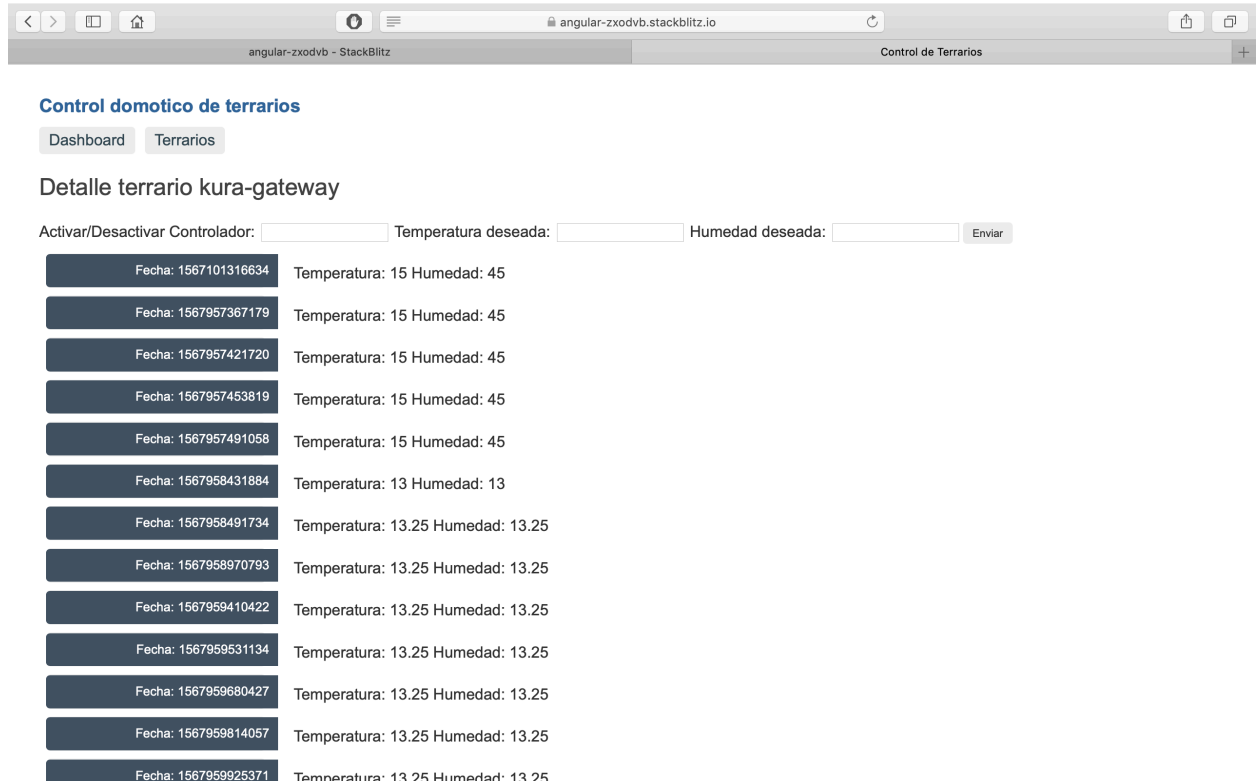 angular-zxodvb.stackblitz.io
angular-zxodvb - StackBlitz
Control de Terrarios
Control domotico de terrarios
Dashboard Terrarios
Detalle terrario kura-gateway
Activar/Desactivar Controlador: Temperatura deseada: Humedad deseada: Enviar
Fecha: 1567101316634 Temperatura: 15 Humedad: 45
Fecha: 1567957367179 Temperatura: 15 Humedad: 45
Fecha: 1567957421720 Temperatura: 15 Humedad: 45
Fecha: 1567957453819 Temperatura: 15 Humedad: 45
Fecha: 1567957491058 Temperatura: 15 Humedad: 45
Fecha: 1567958431884 Temperatura: 13 Humedad: 13
Fecha: 1567958491734 Temperatura: 13.25 Humedad: 13.25
Fecha: 1567958970793 Temperatura: 13.25 Humedad: 13.25
Fecha: 1567959410422 Temperatura: 13.25 Humedad: 13.25
Fecha: 1567959531134 Temperatura: 13.25 Humedad: 13.25
Fecha: 1567959680427 Temperatura: 13.25 Humedad: 13.25
Fecha: 1567959814057 Temperatura: 13.25 Humedad: 13.25
Fecha: 1567959925371 Temperatura: 13.25 Humedad: 13.25